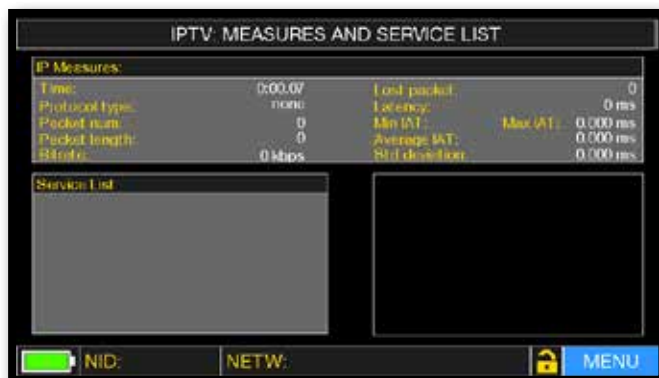 IPTV: MEASURES AND SERVICE LIST
IP Measures:
Time: 0:00.07 Lost packet: 0
Protocol type: none Latency: 0 ms
Packet num: 0 Min IAT: Max IAT: 0.000 ms
Packet length: 0 Average IAT: 0.000 ms
Bitrate: 0 kbps Std deviation: 0.000 ms
Service List
NID: NETW: MENU